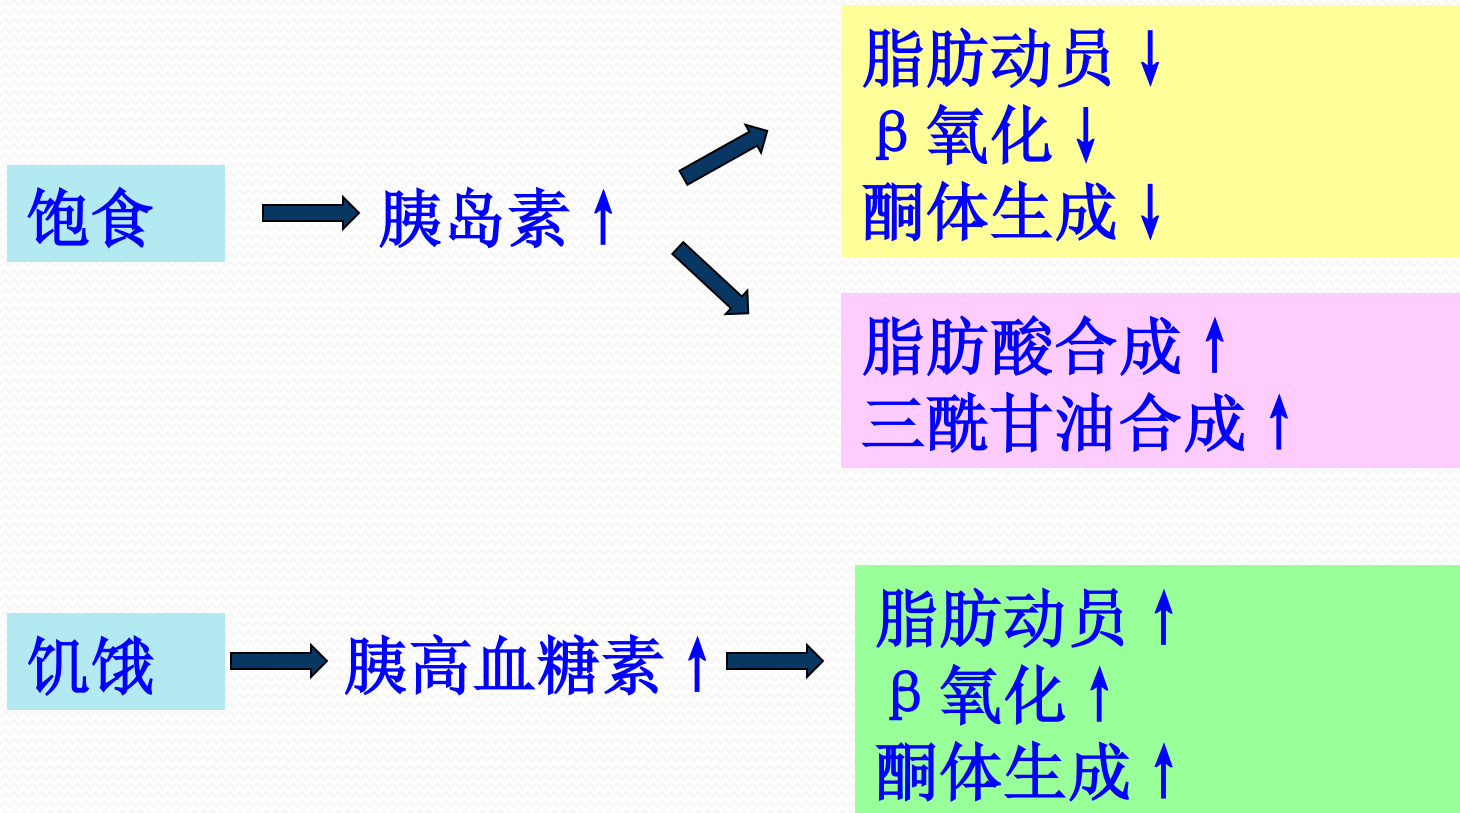 饱食
胰岛素↑
脂肪动员↓
β氧化↓
酮体生成↓
脂肪酸合成↑
三酰甘油合成↑
饥饿
胰高血糖素↑
脂肪动员↑
β氧化↑
酮体生成↑